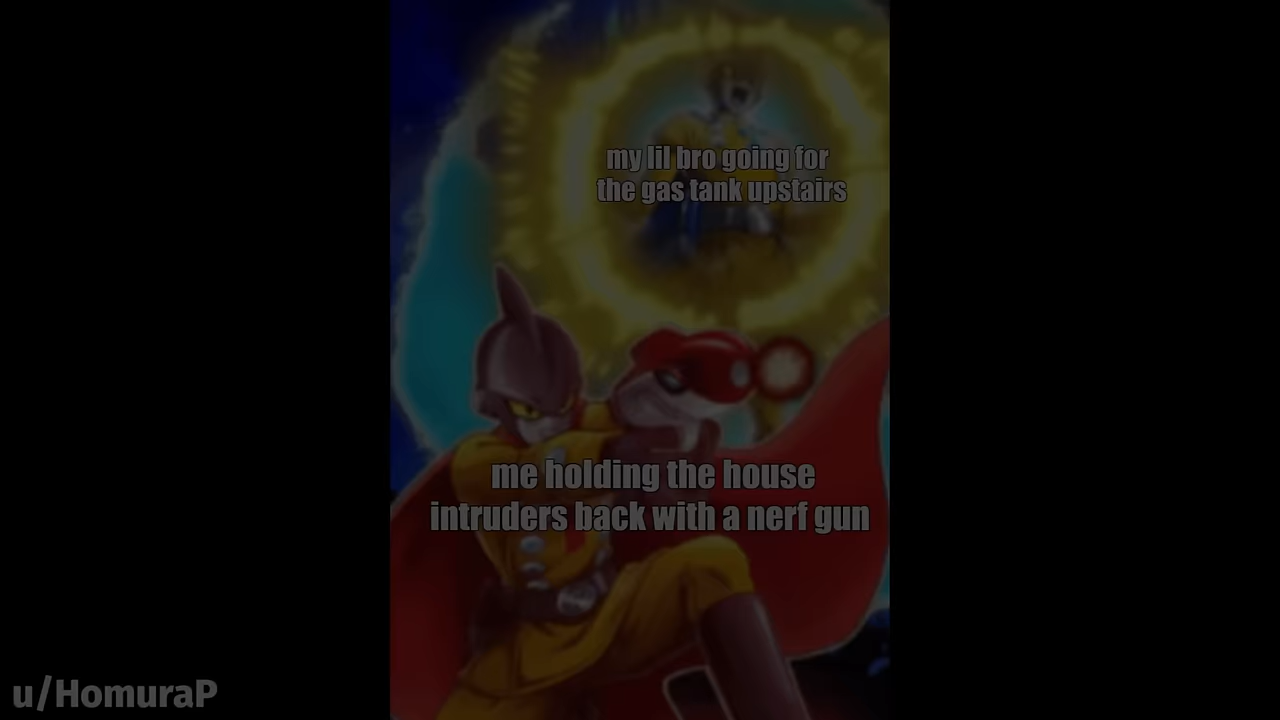 my lil bro going for
the gas tank upstairs
me holding the house
intruders back with a nerf gun
u/HomuraP